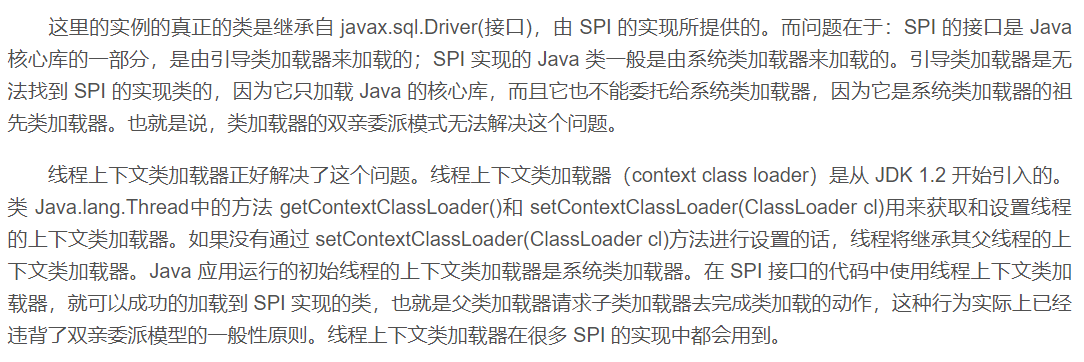 这里的实例的真正的类是继承自 javax.sql.Driver(接口)，由 SPI 的实现所提供的。而问题在于：SPI 的接口是 Java
核心库的一部分，是由引导类加载器来加载的；SPI 实现的 Java 类一般是由系统类加载器来加载的。引导类加载器是无
法找到 SPI 的实现类的，因为它只加载 Java 的核心库，而且它也不能委托给系统类加载器，因为它是系统类加载器的祖
先类加载器。也就是说，类加载器的双亲委派模式无法解决这个问题。
线程上下文类加载器正好解决了这个问题。线程上下文类加载器（context class loader）是从 JDK 1.2 开始引入的。
类 Java.lang.Thread中的方法 getContextClassLoader()和 setContextClassLoader(ClassLoader cl)用来获取和设置线程
的上下文类加载器。如果没有通过 setContextClassLoader(ClassLoader cl)方法进行设置的话，线程将继承其父线程的上
下文类加载器。Java 应用运行的初始线程的上下文类加载器是系统类加载器。在 SPI 接口的代码中使用线程上下文类加
载器，就可以成功的加载到 SPI 实现的类，也就是父类加载器请求子类加载器去完成类加载的动作，这种行为实际上已经
违背了双亲委派模型的一般性原则。线程上下文类加载器在很多 SPI 的实现中都会用到。